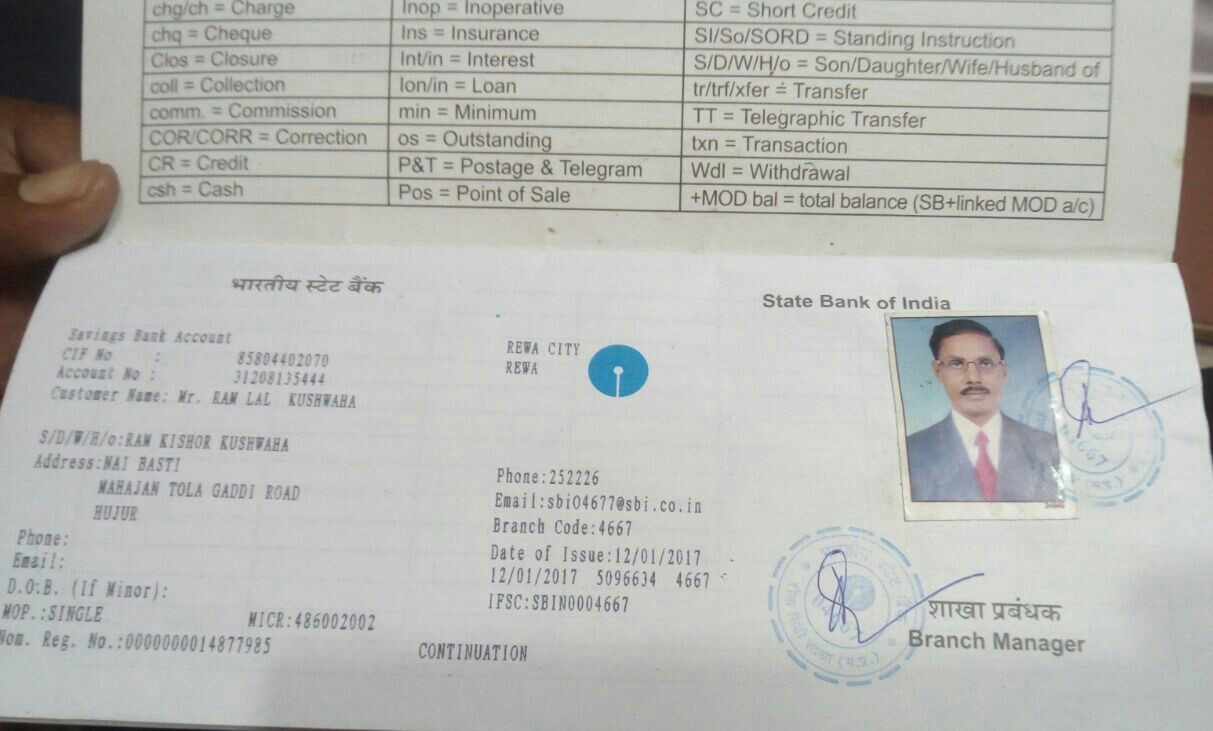 chg/ch = Charge
Inop = Inoperative
SC = Short Credit
chq = Cheque
Ins = Insurance
SI/So/SORD = Standing Instruction
Clos = Closure
Int/in = Interest
S/D/W/H/o = Son/Daughter/Wife/Husband of
coll = Collection
lon/in = Loan
tr/trf/xfer = Transfer
comm. = Commission
min = Minimum
TT = Telegraphic Transfer
COR/CORR = Correction
os = Outstanding
txn = Transaction
CR = Credit
P&T = Postage & Telegram
Wdl = Withdrawal
csh = Cash
Pos = Point of Sale
+MOD bal = total balance (SB+linked MOD a/c)
भारतीय स्टेट बैंक
State Bank of India
Savings Bank Account
CIF No : 85804402070
Account No : 31208135444
Customer Name: Mr. RAM LAL KUSHWAHA
S/D/W/H/o:RAM KISHOR KUSHWAHA
Address:NAI BASTI
MAHAJAN TOLA GADDI ROAD
HUJUR
Phone:
Email:
D.O.B. (If Minor):
MOP.:SINGLE
MICR:486002002
Nom. Reg. No.:0000000014877985
REWA CITY
REWA
Phone:252226
Email:sbi04677@sbi.co.in
Branch Code:4667
Date of Issue:12/01/2017
12/01/2017 5096634 4667
IFSC:SBIN0004667
CONTINUATION
शाखा प्रबंधक
Branch Manager
04667
(म.प्र.)
शाखा (म.प्र.)